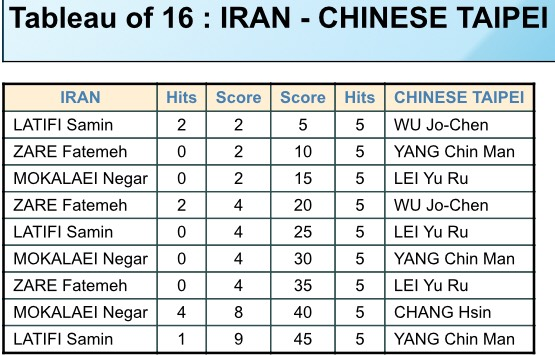 Tableau of 16 : IRAN - CHINESE TAIPEI
IRAN Hits Score Score Hits CHINESE TAIPEI
LATIFI Samin 2 2 5 5 WU Jo-Chen
ZARE Fatemeh 0 2 10 5 YANG Chin Man
MOKALAEI Negar 0 2 15 5 LEI Yu Ru
ZARE Fatemeh 2 4 20 5 WU Jo-Chen
LATIFI Samin 0 4 25 5 LEI Yu Ru
MOKALAEI Negar 0 4 30 5 YANG Chin Man
ZARE Fatemeh 0 4 35 5 LEI Yu Ru
MOKALAEI Negar 4 8 40 5 CHANG Hsin
LATIFI Samin 1 9 45 5 YANG Chin Man